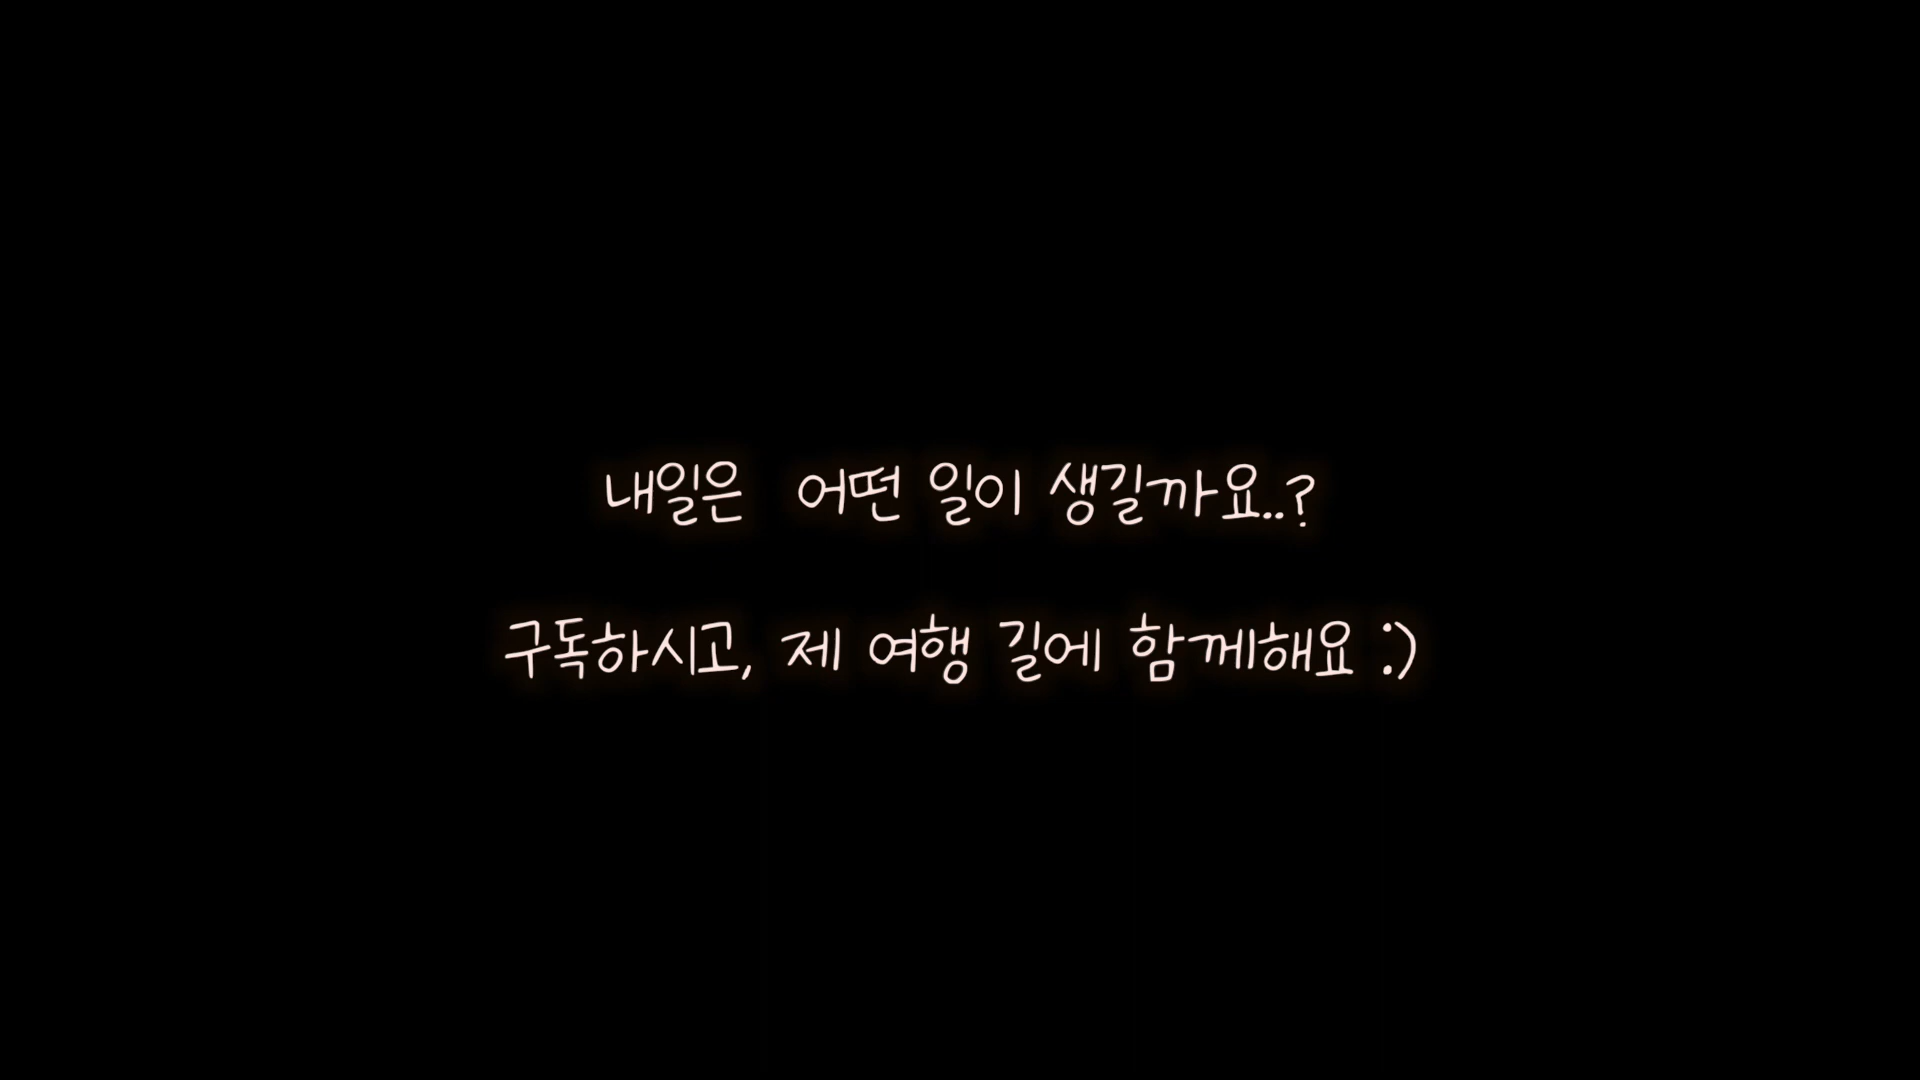 내일은 어떤 일이 생길까요..?
구독하시고, 제 여행 길에 함께해요 :)